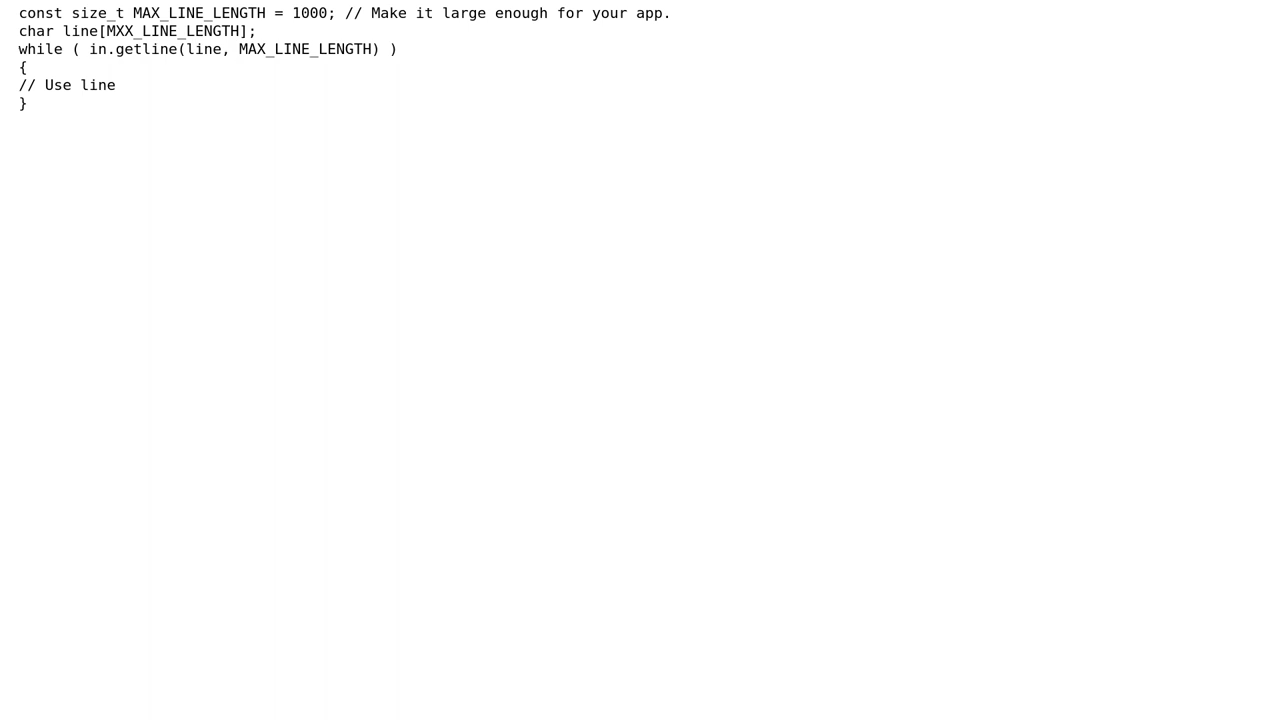 const size_t MAX_LINE_LENGTH = 1000; // Make it large enough for your app.
char line[MXX_LINE_LENGTH];
while ( in.getline(line, MAX_LINE_LENGTH) )
{
// Use line
}